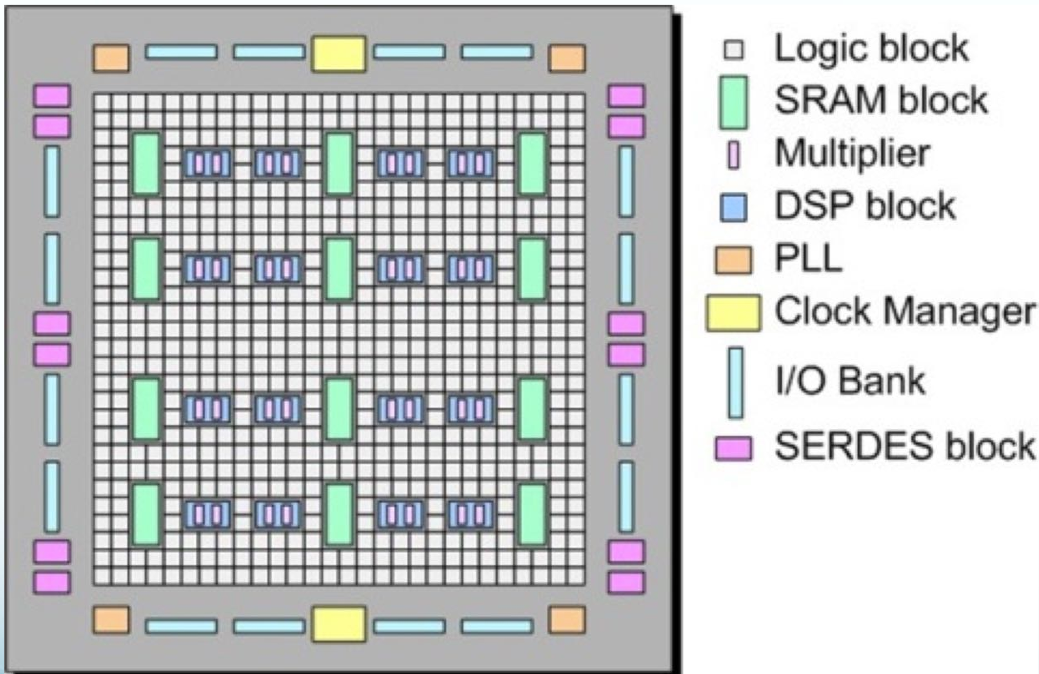 Logic block
SRAM block
Multiplier
DSP block
PLL
Clock Manager
I/O Bank
SERDES block